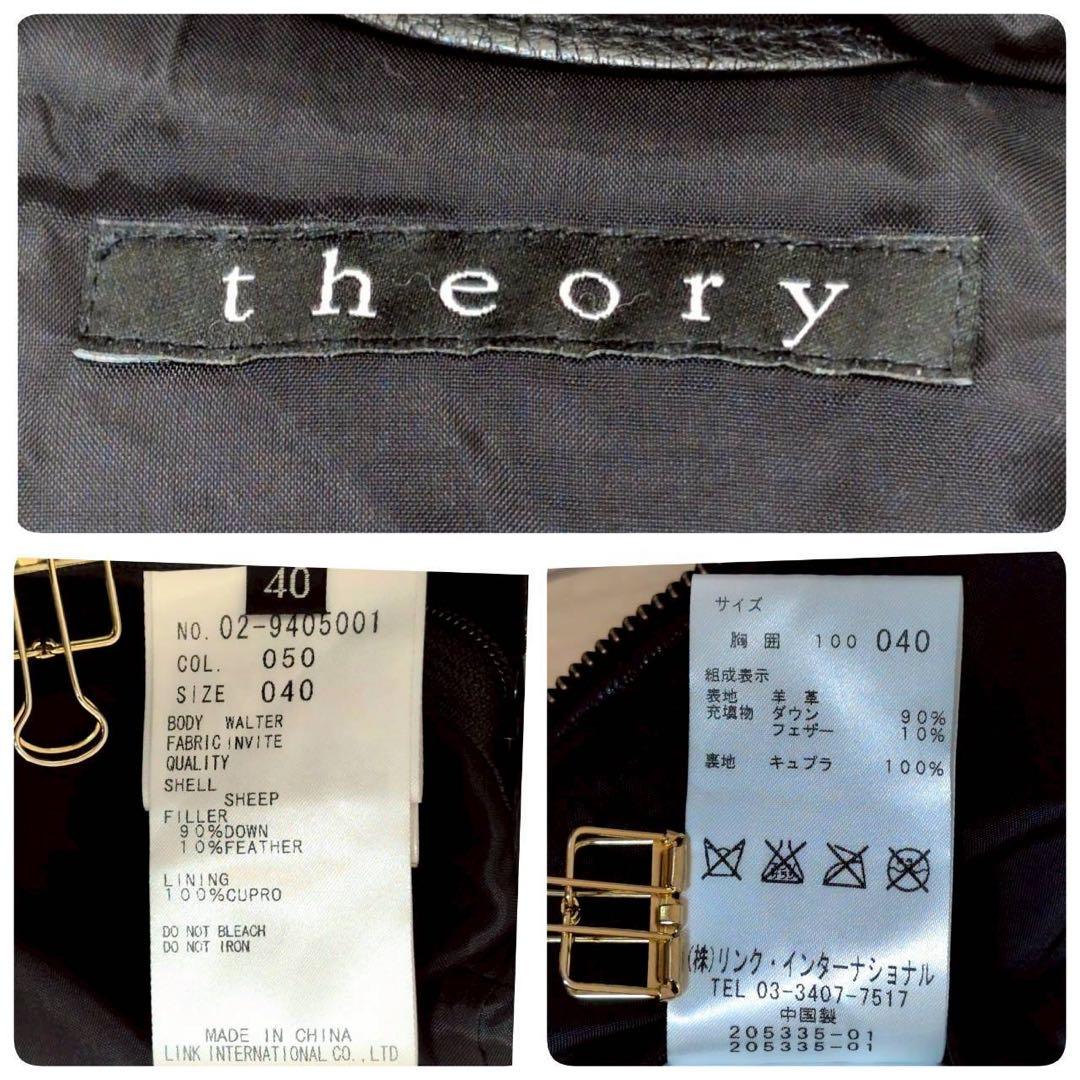 theory
40
NO. 02-9405001
COL. 050
SIZE 040
BODY WALTER
FABRIC INVITE
QUALITY
SHELL
SHEEP
FILLER
90%DOWN
10%FEATHER
LINING
100%CUPRO
DO NOT BLEACH
DO NOT IRON
MADE IN CHINA
LINK INTERNATIONAL CO., LTD
サイズ
胸囲 100 040
組成表示
表地 羊革
充填物 ダウン 90%
フェザー 10%
裏地 キュプラ 100%
(株)リンク・インターナショナル
TEL 03-3407-7517
中国製
205335-01
205335-01